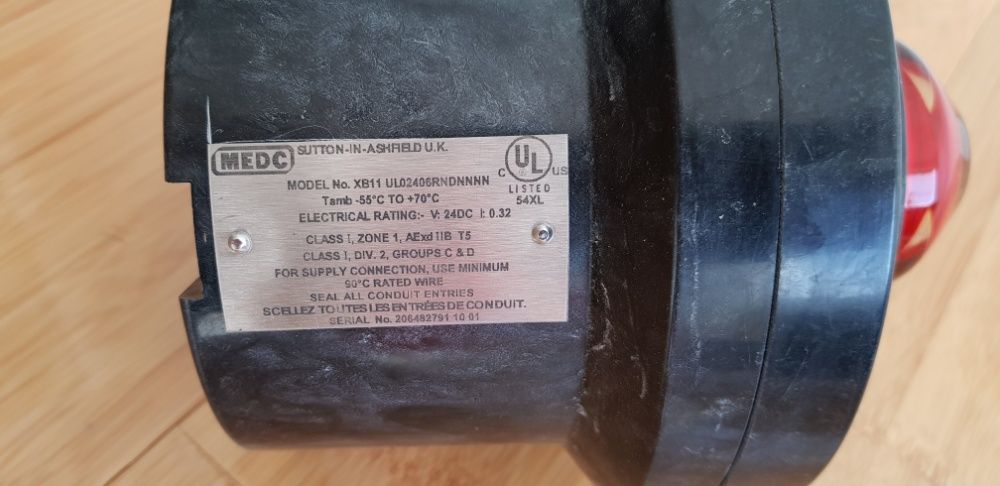 MEDC SUTTON-IN-ASHFIELD U.K.
C UL US
LISTED
54XL
MODEL No. XB11 UL02406RNDNNNN
Tamb -55°C TO +70°C
ELECTRICAL RATING:- V: 24DC I: 0.32
CLASS I, ZONE 1, AExd IIB T5
CLASS I, DIV. 2, GROUPS C & D
FOR SUPPLY CONNECTION, USE MINIMUM
90°C RATED WIRE
SEAL ALL CONDUIT ENTRIES
SCELLEZ TOUTES LES ENTRÉES DE CONDUIT.
SERIAL No. 206482791 10 01